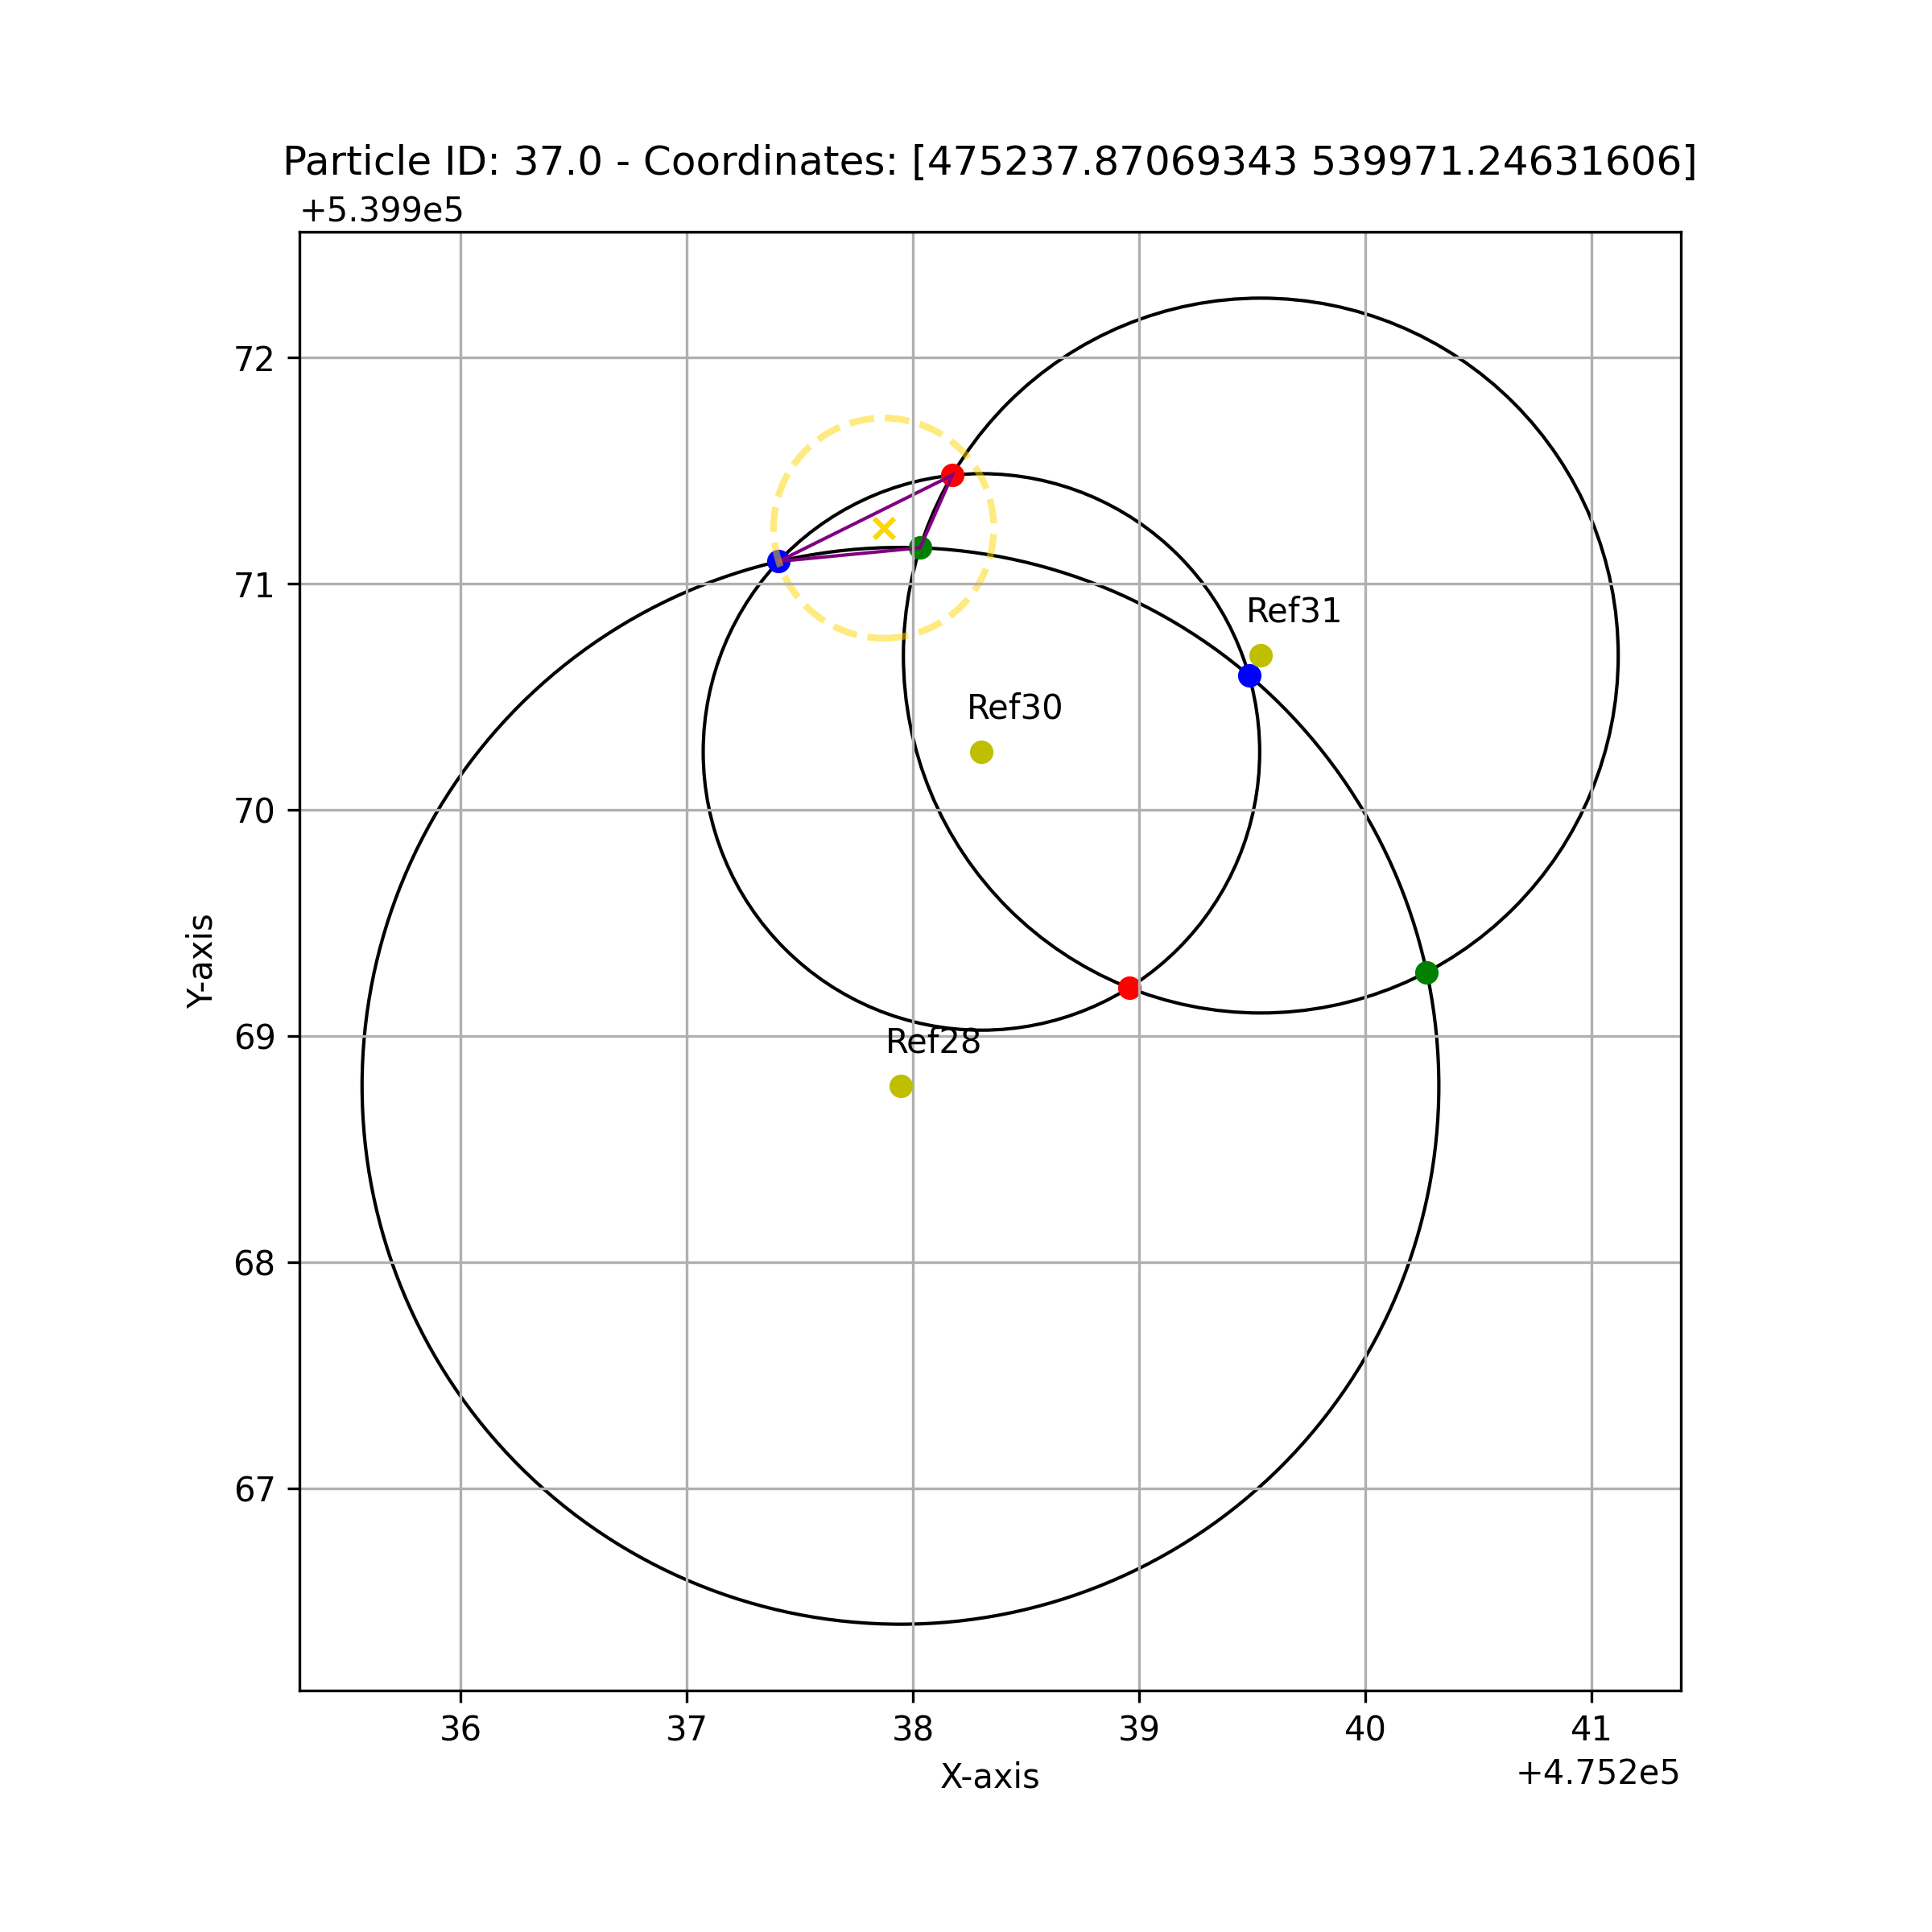 Particle ID: 37.0 - Coordinates: [475237.87069343 539971.24631606]
+5.399e5
72
71
70
69
68
67
Y-axis
Ref31
Ref30
Ref28
36 37 38 39 40 41
X-axis
+4.752e5